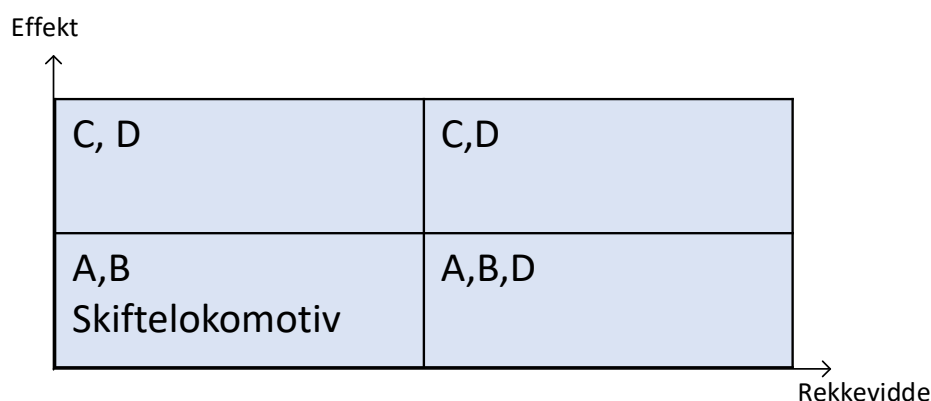 Effekt
C, D
C,D
A,B
Skiftelokomotiv
A,B,D
Rekkevidde